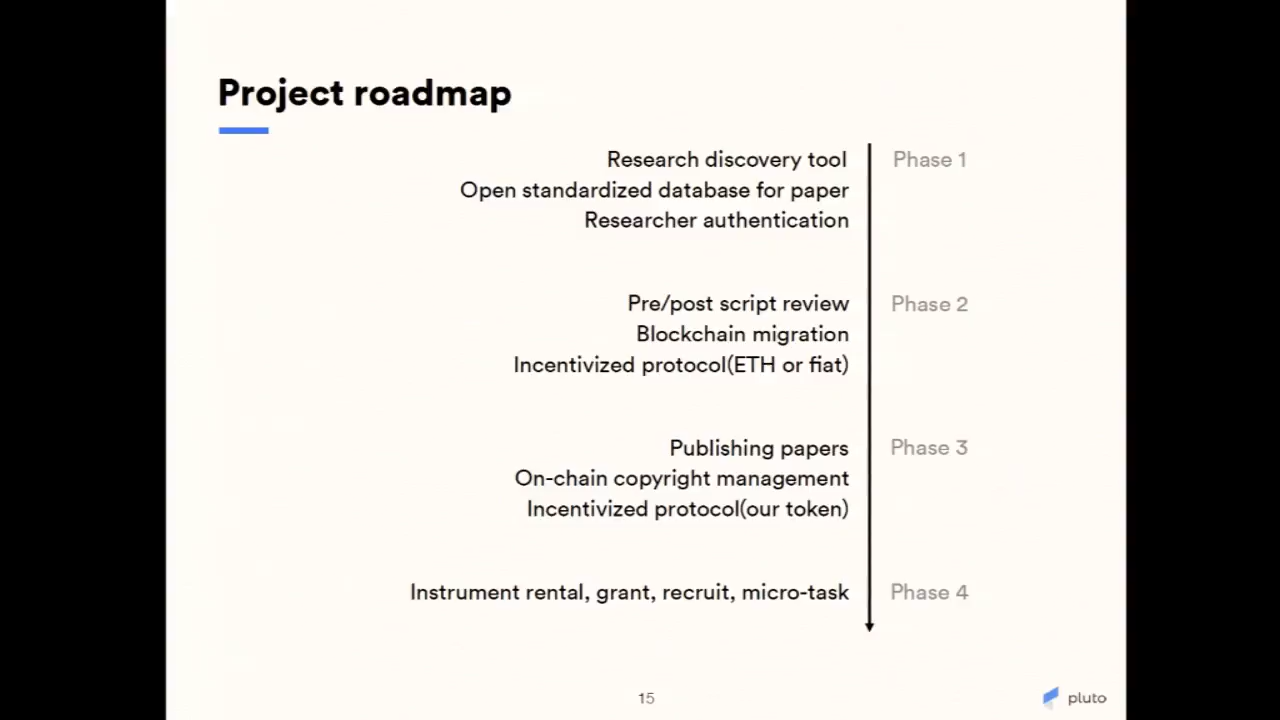 Project roadmap
Research discovery tool Phase 1
Open standardized database for paper
Researcher authentication
Pre/post script review Phase 2
Blockchain migration
Incentivized protocol(ETH or fiat)
Publishing papers Phase 3
On-chain copyright management
Incentivized protocol(our token)
Instrument rental, grant, recruit, micro-task Phase 4
15
pluto